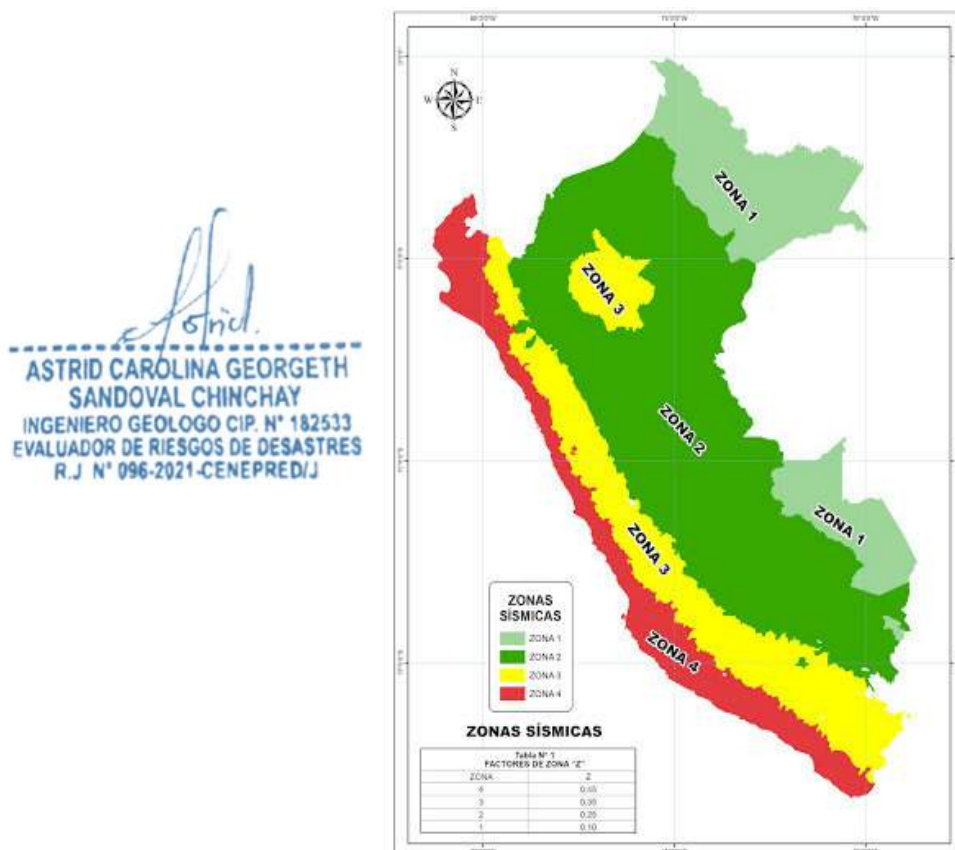 Astrid.
ASTRID CAROLINA GEORGETH
SANDOVAL CHINCHAY
INGENIERO GEOLOGO CIP. N° 182533
EVALUADOR DE RIESGOS DE DESASTRES
R.J N° 096-2021-CENEPRED/J
N
W E
S
ZONA 1
ZONA 3
ZONA 2
ZONA 1
ZONA 3
ZONA 4
ZONAS
SÍSMICAS
ZONA 1
ZONA 2
ZONA 3
ZONA 4
ZONAS SÍSMICAS
Tabla N° 1
FACTORES DE ZONA "Z"
ZONA Z
4 0,45
3 0,35
2 0,25
1 0,10